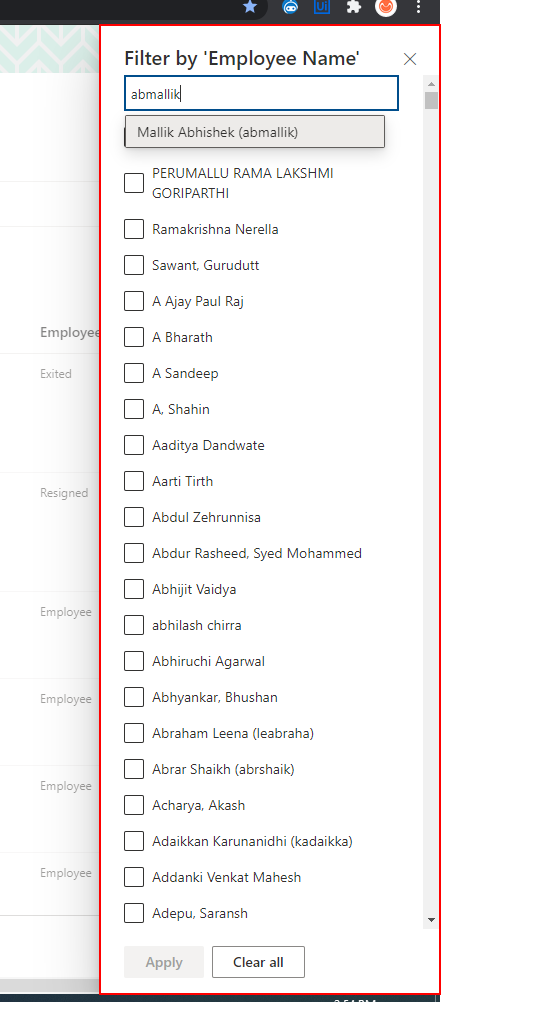 Ui
Filter by 'Employee Name'
abmallik
Mallik Abhishek (abmallik)
PERUMALLU RAMA LAKSHMI
GORIPARTHI
Ramakrishna Nerella
Sawant, Gurudutt
A Ajay Paul Raj
Employee
A Bharath
Exited
A Sandeep
A, Shahin
Aaditya Dandwate
Aarti Tirth
Resigned
Abdul Zehrunnisa
Abdur Rasheed, Syed Mohammed
Abhijit Vaidya
Employee
abhilash chirra
Abhiruchi Agarwal
Employee
Abhyankar, Bhushan
Abraham Leena (leabraha)
Abrar Shaikh (abrshaik)
Employee
Acharya, Akash
Adaikkan Karunanidhi (kadaikka)
Employee
Addanki Venkat Mahesh
Adepu, Saransh
Apply
Clear all